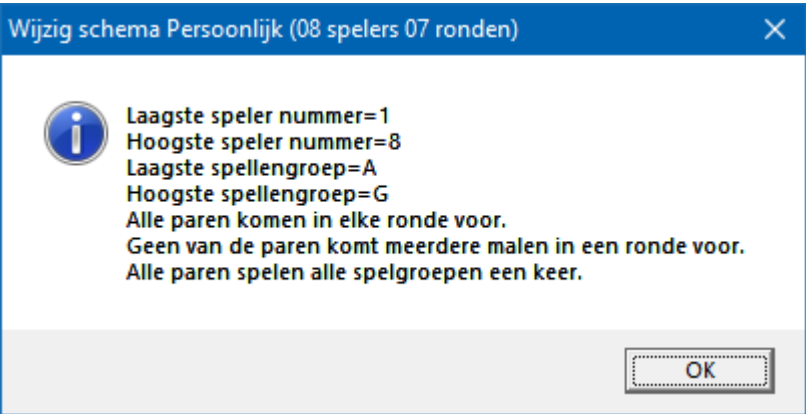 Wijzig schema Persoonlijk (08 spelers 07 ronden)
Laagste speler nummer=1
Hoogste speler nummer=8
Laagste spellengroep=A
Hoogste spellengroep=G
Alle paren komen in elke ronde voor.
Geen van de paren komt meerdere malen in een ronde voor.
Alle paren spelen alle spelgroepen een keer.
OK